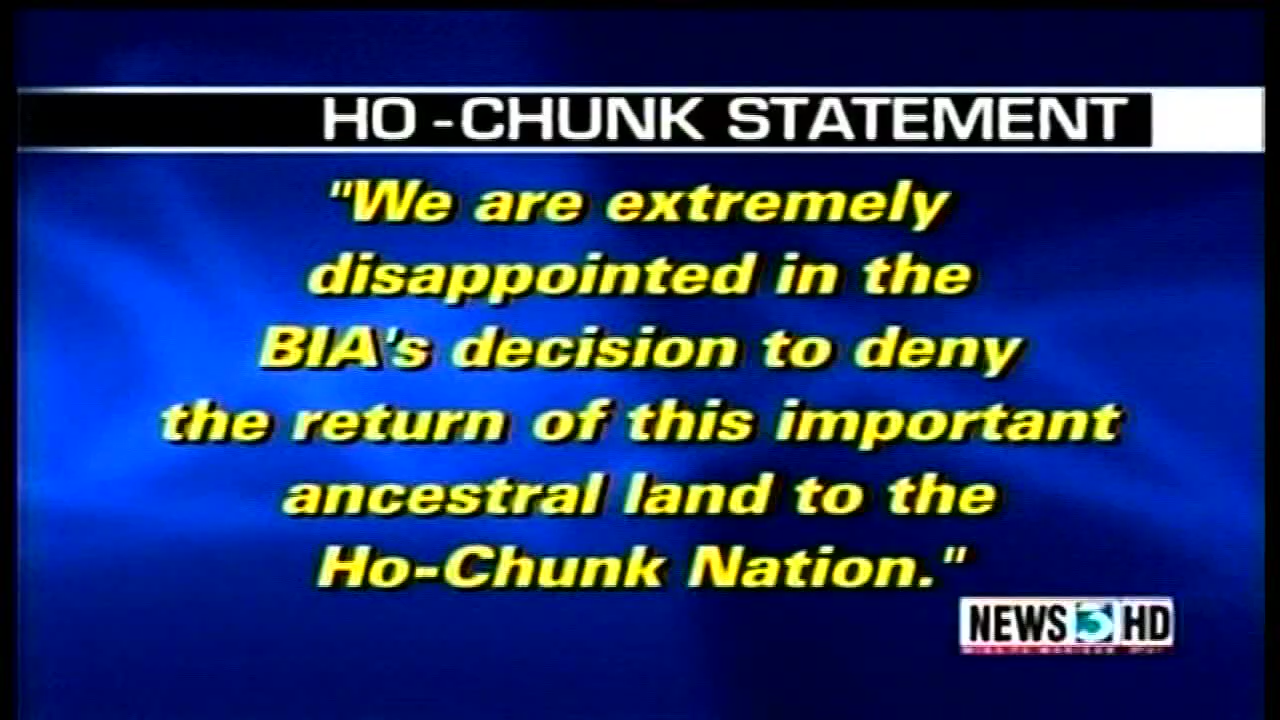 HO-CHUNK STATEMENT
"We are extremely
disappointed in the
BIA's decision to deny
the return of this important
ancestral land to the
Ho-Chunk Nation."
NEWS 3 HD